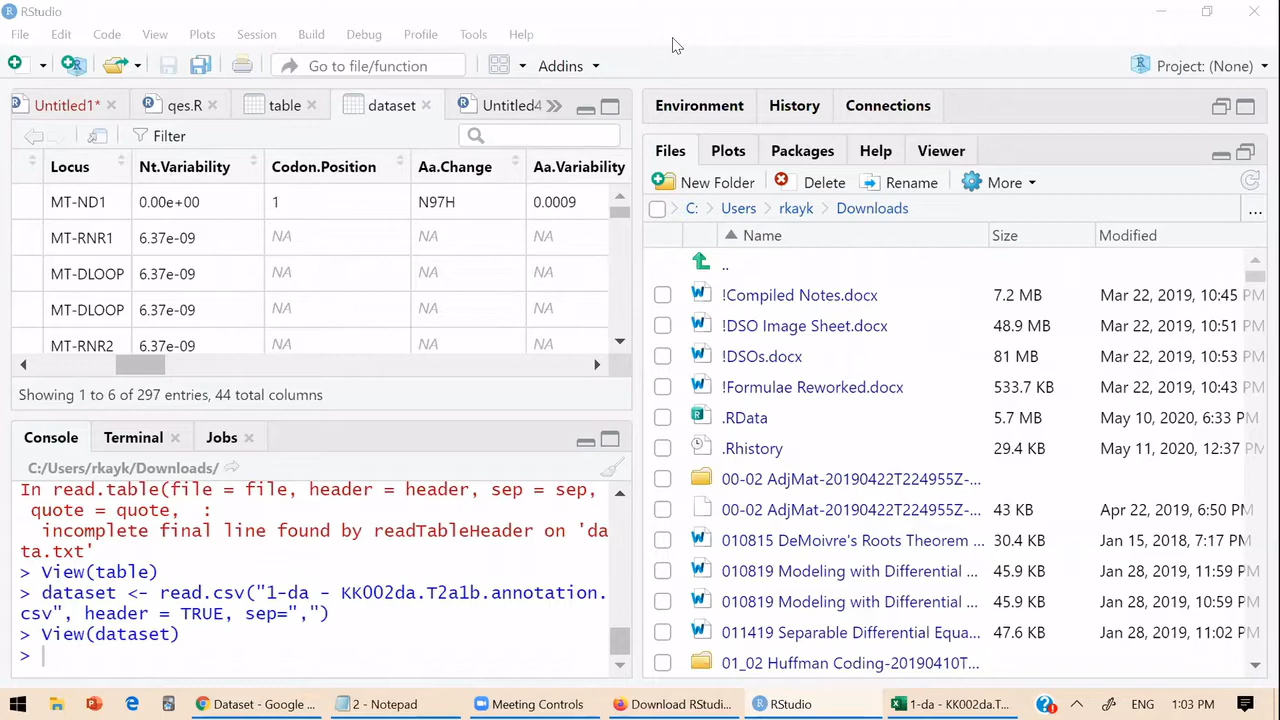 RStudio
File Edit Code View Plots Session Build Debug Profile Tools Help
Go to file/function Addins Project: (None)
Untitled1* qes.R table dataset Untitled4
Filter
Locus Nt.Variability Codon.Position Aa.Change Aa.Variability
MT-ND1 0.00e+00 1 N97H 0.0009
MT-RNR1 6.37e-09 NA NA NA
MT-DLOOP 6.37e-09 NA NA NA
MT-DLOOP 6.37e-09 NA NA NA
MT-RNR2 6.37e-09 NA NA NA
Showing 1 to 6 of 297 entries, 44 total columns
Console Terminal Jobs
C:/Users/rkayk/Downloads/
In read.table(file = file, header = header, sep = sep,
quote = quote, :
incomplete final line found by readTableHeader on 'da
ta.txt'
> View(table)
> dataset <- read.csv("1-da - KK002da.T2a1b.annotation.
csv", header = TRUE, sep=",")
> View(dataset)
>
Environment History Connections
Files Plots Packages Help Viewer
New Folder Delete Rename More
C: Users rkayk Downloads ...
Name Size Modified
..
!Compiled Notes.docx 7.2 MB Mar 22, 2019, 10:45 PM
!DSO Image Sheet.docx 48.9 MB Mar 22, 2019, 10:51 PM
!DSOs.docx 81 MB Mar 22, 2019, 10:53 PM
!Formulae Reworked.docx 533.7 KB Mar 22, 2019, 10:43 PM
.RData 5.7 MB May 10, 2020, 6:33 PM
.Rhistory 29.4 KB May 11, 2020, 12:37 PM
00-02 AdjMat-20190422T224955Z-...
00-02 AdjMat-20190422T224955Z-... 43 KB Apr 22, 2019, 6:50 PM
010815 DeMoivre's Roots Theorem ... 30.4 KB Jan 15, 2018, 7:17 PM
010819 Modeling with Differential ... 45.9 KB Jan 28, 2019, 11:59 PM
010819 Modeling with Differential ... 45.9 KB Jan 28, 2019, 10:59 PM
011419 Separable Differential Equa... 47.6 KB Jan 28, 2019, 11:02 PM
01_02 Huffman Coding-20190410T...
Dataset - Google ... 2 - Notepad Meeting Controls Download RStudi... RStudio 1-da - KK002da.T... ENG 1:03 PM